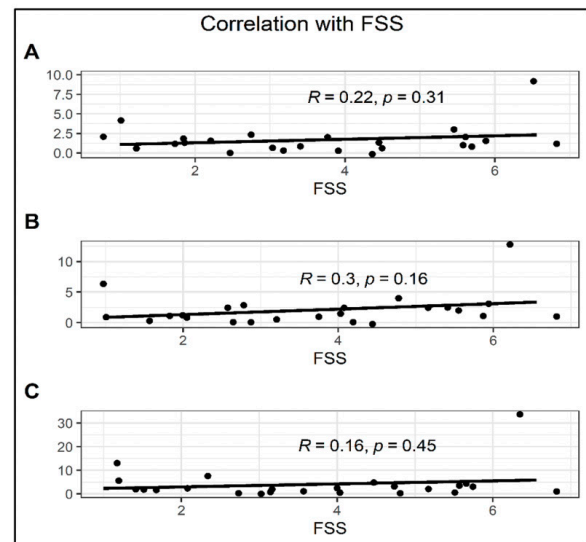 Correlation with FSS
A
10.0
7.5
5.0
2.5
0.0
R = 0.22, p = 0.31
2 4 6
FSS
B
10
5
0
R = 0.3, p = 0.16
2 4 6
FSS
C
30
20
10
0
R = 0.16, p = 0.45
2 4 6
FSS